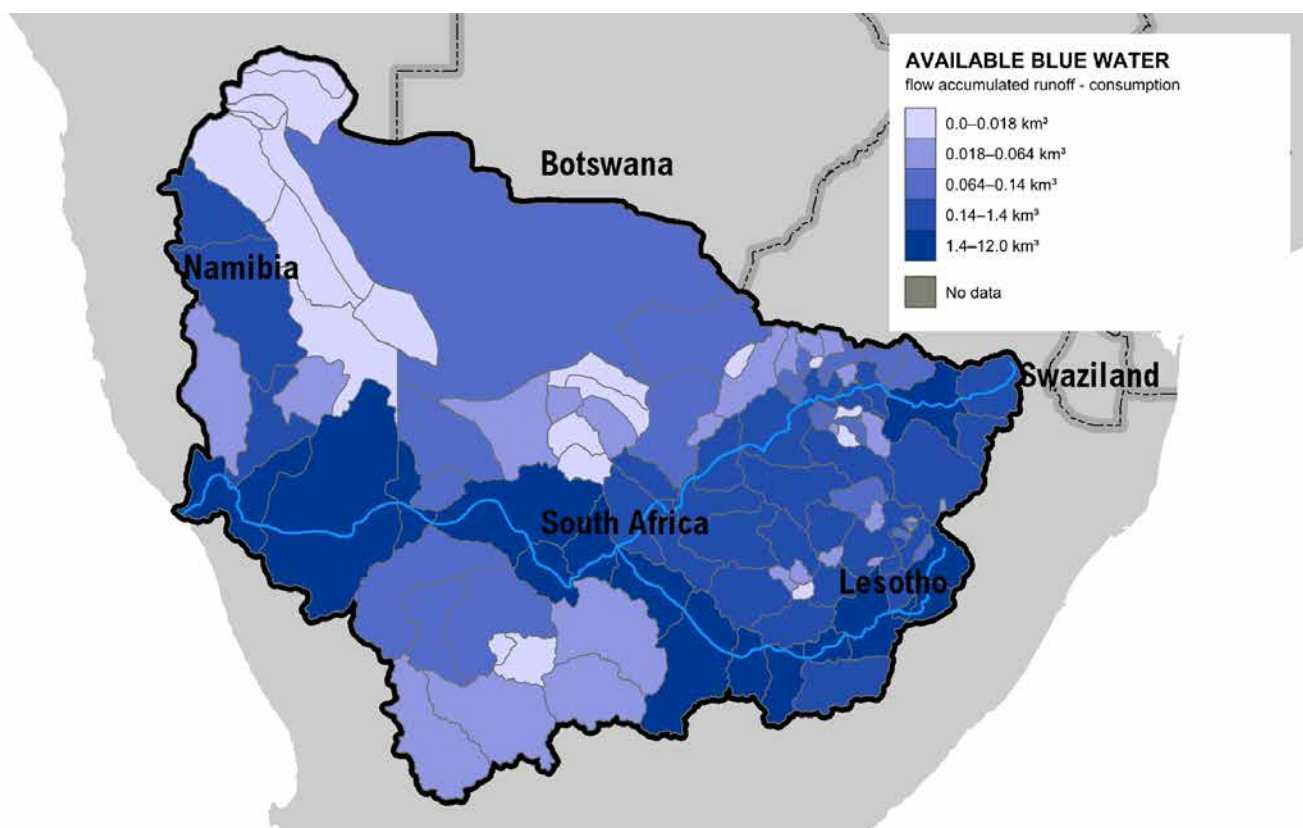 AVAILABLE BLUE WATER
flow accumulated runoff - consumption
0.0–0.018 km³
0.018–0.064 km³
0.064–0.14 km³
0.14–1.4 km³
1.4–12.0 km³
No data
Botswana
Namibia
Swaziland
South Africa
Lesotho